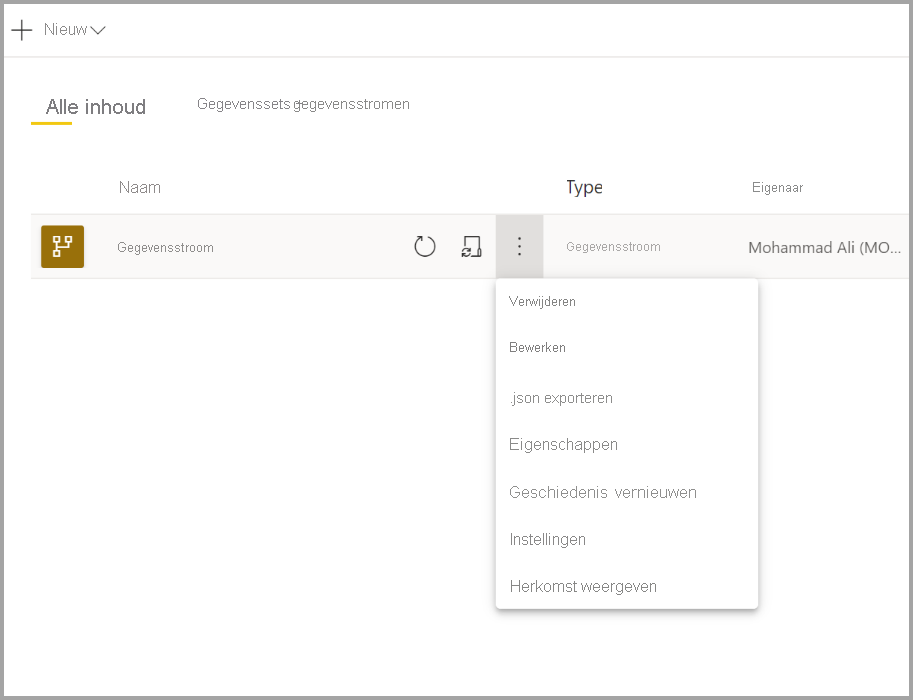 Nieuw
Alle inhoud
Gegevenssets gegevensstromen
Naam Type Eigenaar
Gegevensstroom Gegevensstroom Mohammad Ali (MO...
Verwijderen
Bewerken
.json exporteren
Eigenschappen
Geschiedenis vernieuwen
Instellingen
Herkomst weergeven